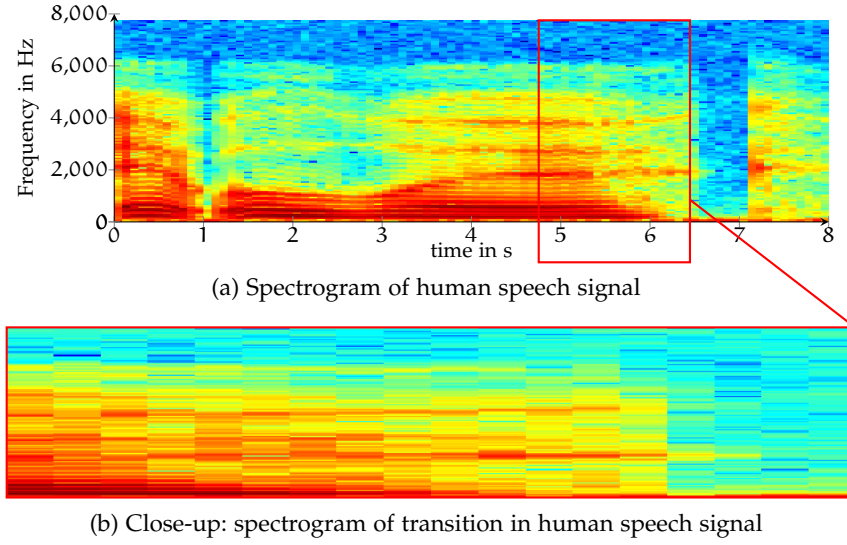 8,000
6,000
4,000
2,000
0
Frequency in Hz
0 1 2 3 4 5 6 7 8
time in s
(a) Spectrogram of human speech signal
(b) Close-up: spectrogram of transition in human speech signal